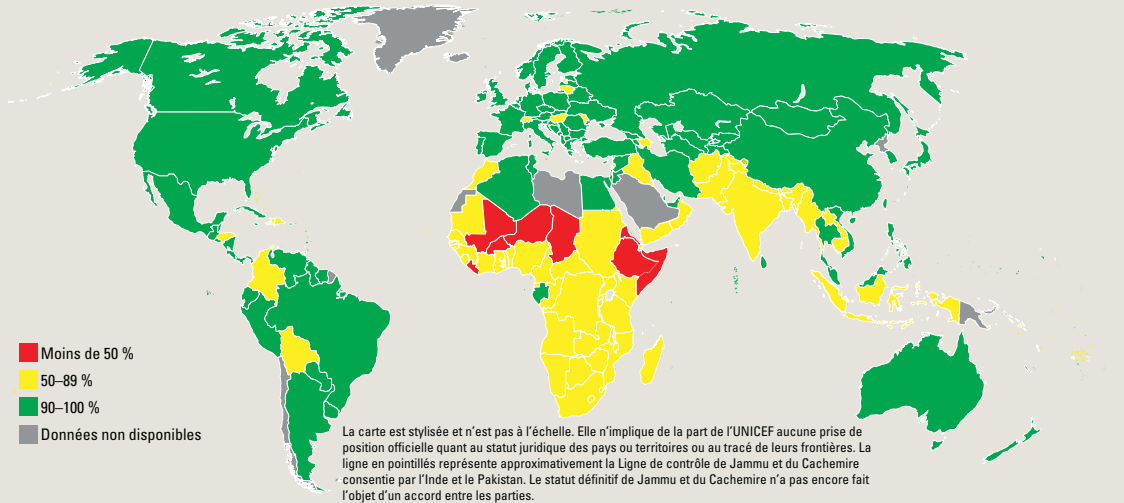 Moins de 50 %
50–89 %
90–100 %
Données non disponibles
La carte est stylisée et n’est pas à l’échelle. Elle n’implique de la part de l’UNICEF aucune prise de
position officielle quant au statut juridique des pays ou territoires ou au tracé de leurs frontières. La
ligne en pointillés représente approximativement la Ligne de contrôle de Jammu et du Cachemire
consentie par l’Inde et le Pakistan. Le statut définitif de Jammu et du Cachemire n’a pas encore fait
l’objet d’un accord entre les parties.